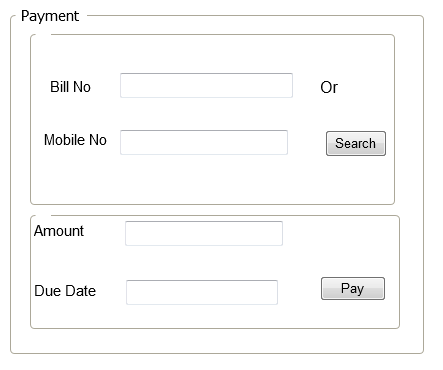 Payment
Bill No Or
Mobile No Search
Amount
Due Date Pay